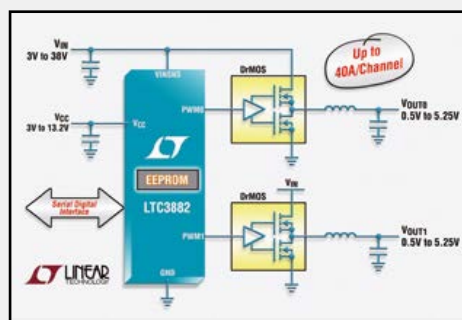 VIN
3V to 38V
VINSNS
DrMOS
Up to
40A/Channel
PWM0
VOUT0
0.5V to 5.25V
VCC
3V to 13.2V
VCC
EEPROM
LTC3882
Serial Digital
Interface
DrMOS
VIN
PWM1
VOUT1
0.5V to 5.25V
GND
LINEAR
TECHNOLOGY